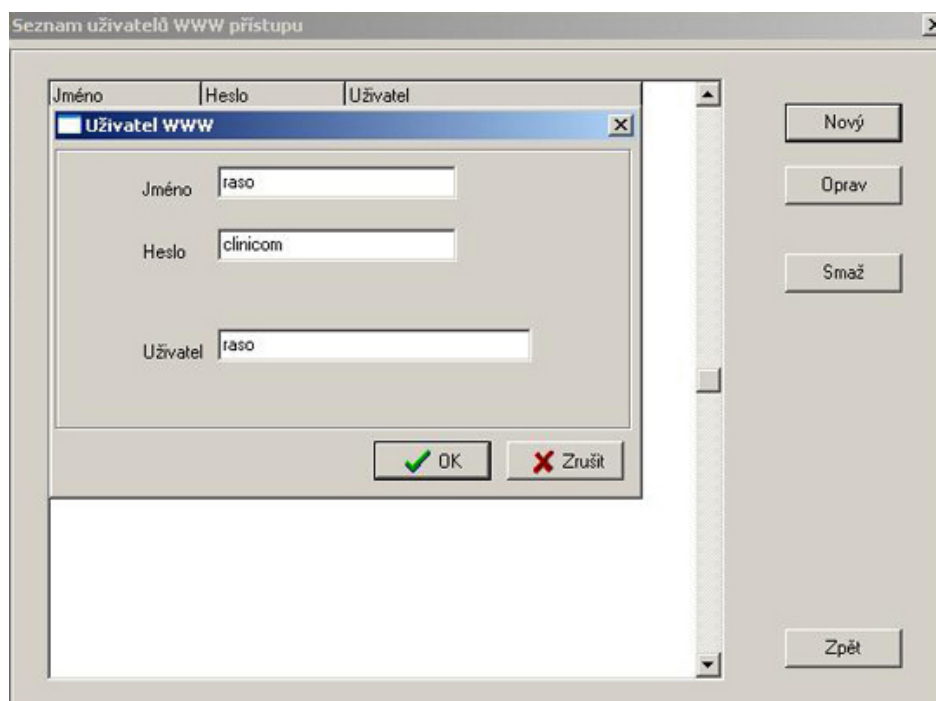 Seznam uživatelů WWW přístupu
Jméno Heslo Uživatel
Uživatel WWW
Jméno raso
Heslo clinicom
Uživatel raso
OK Zrušit
Nový
Oprav
Smaž
Zpět